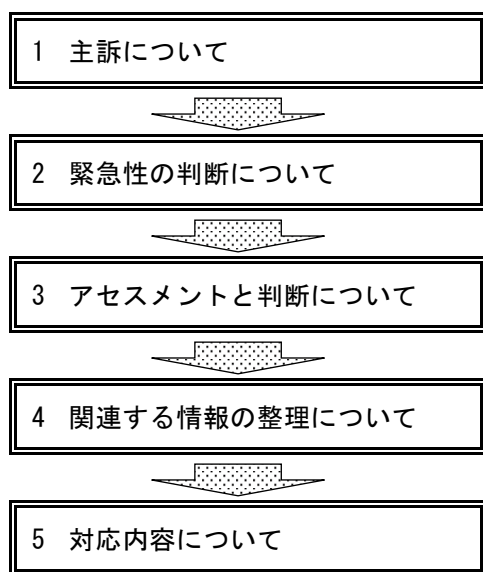 1 主訴について
2 緊急性の判断について
3 アセスメントと判断について
4 関連する情報の整理について
5 対応内容について